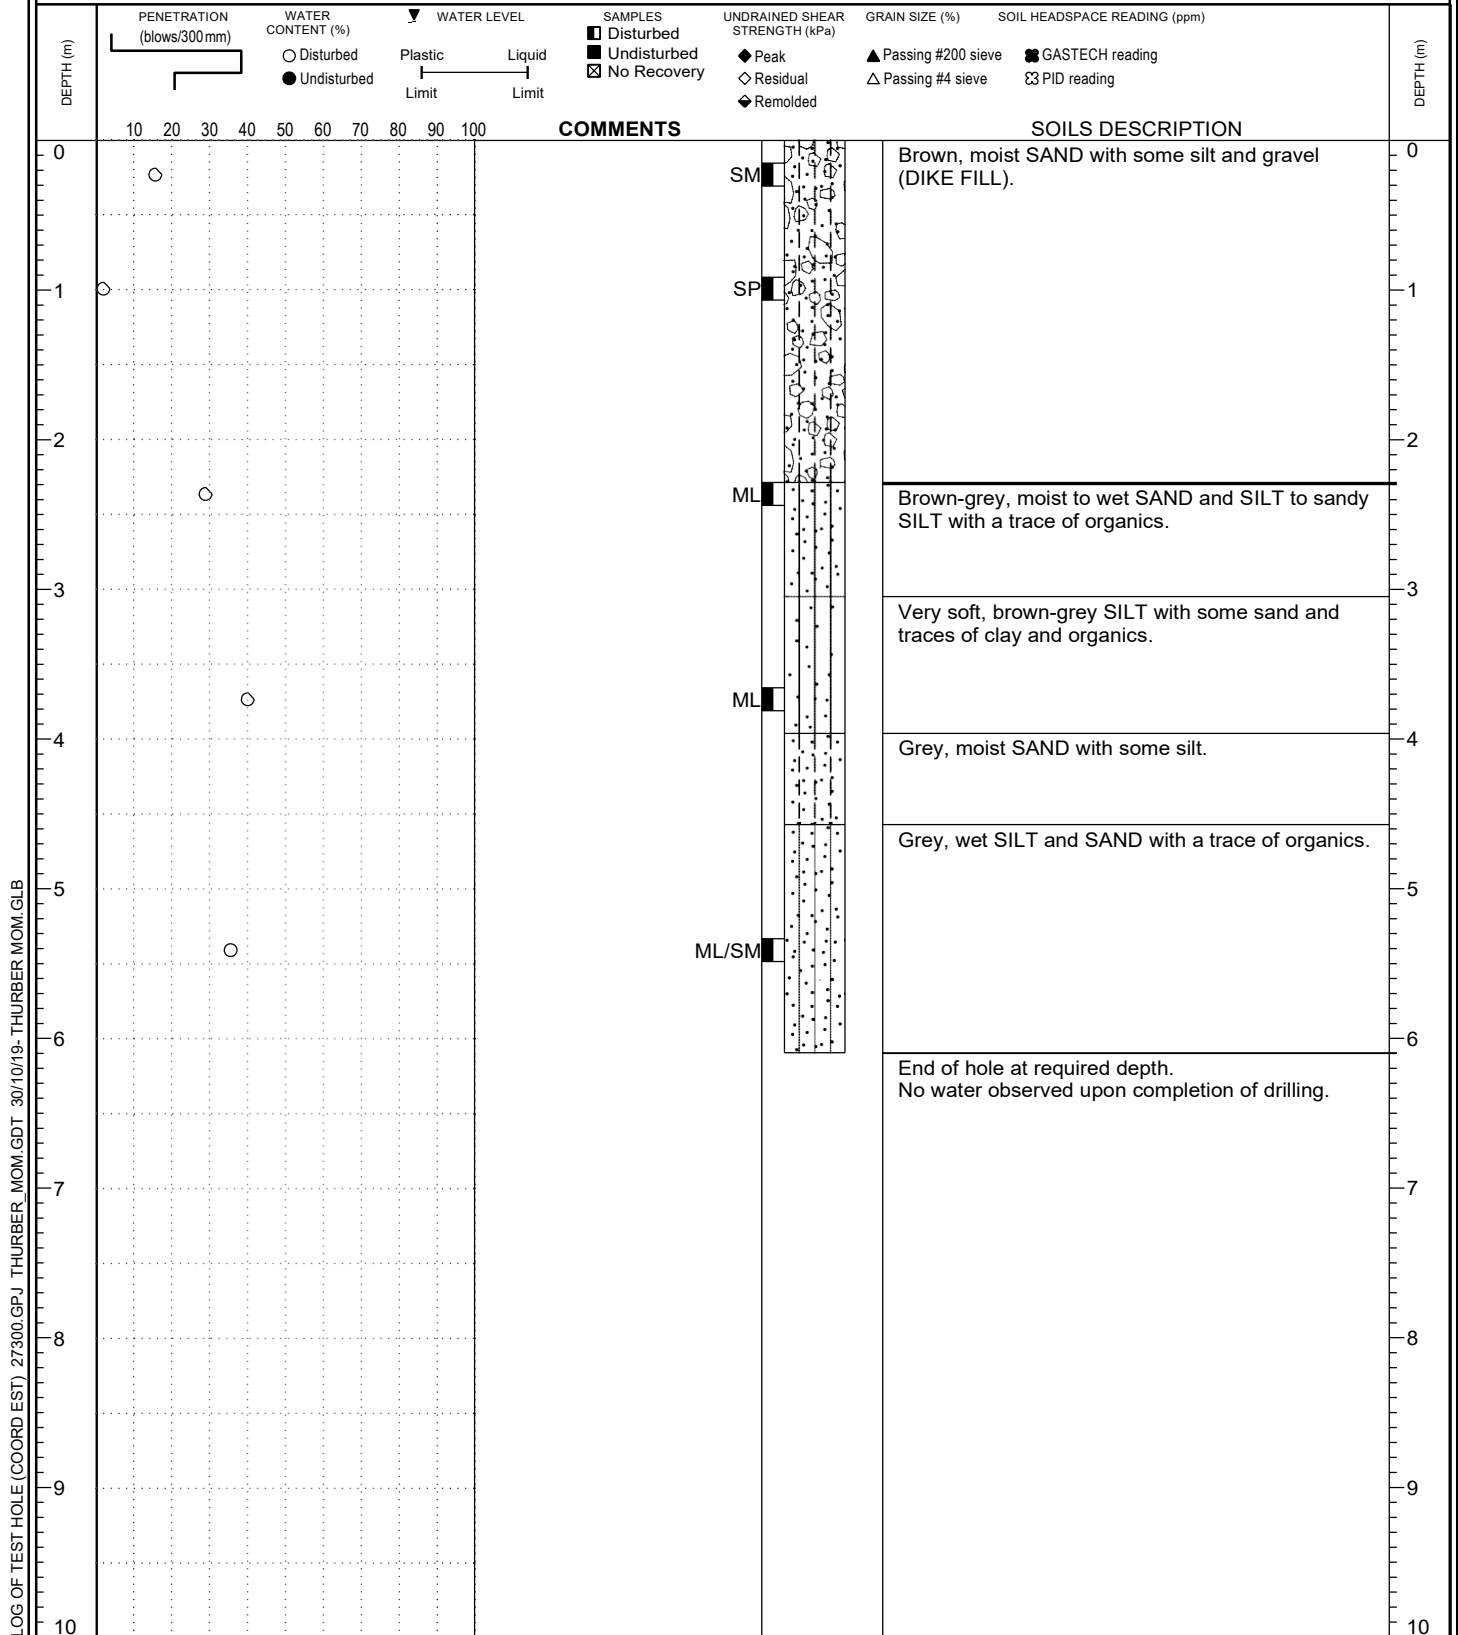 PENETRATION
(blows/300mm)
WATER
CONTENT (%)
Disturbed
Undisturbed
WATER LEVEL
Plastic Liquid
Limit Limit
SAMPLES
Disturbed
Undisturbed
No Recovery
UNDRAINED SHEAR
STRENGTH (kPa)
Peak
Residual
Remolded
GRAIN SIZE (%)
Passing #200 sieve
Passing #4 sieve
SOIL HEADSPACE READING (ppm)
GASTECH reading
PID reading
DEPTH (m)
DEPTH (m)
10 20 30 40 50 60 70 80 90 100
COMMENTS
SOILS DESCRIPTION
0
0
SM
Brown, moist SAND with some silt and gravel
(DIKE FILL).
1
SP
1
2
2
ML
Brown-grey, moist to wet SAND and SILT to sandy
SILT with a trace of organics.
3
3
Very soft, brown-grey SILT with some sand and
traces of clay and organics.
ML
4
4
Grey, moist SAND with some silt.
Grey, wet SILT and SAND with a trace of organics.
5
5
ML/SM
6
6
End of hole at required depth.
No water observed upon completion of drilling.
7
7
8
8
9
9
10
10
LOG OF TEST HOLE (COORD EST) 27300.GPJ THURBER_MOM.GDT 30/10/19- THURBER MOM.GLB